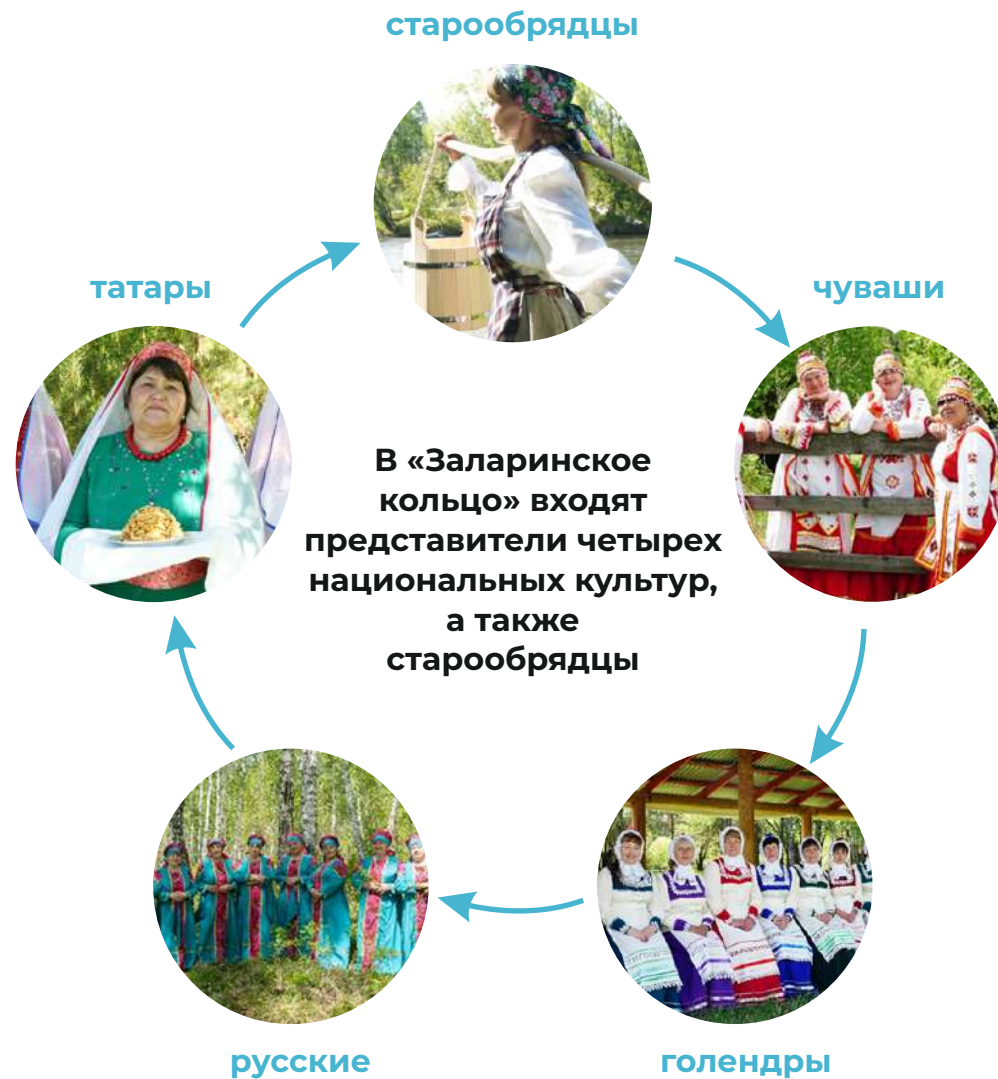 старообрядцы
татары
чуваши
В «Заларинское
кольцо» входят
представители четырех
национальных культур,
а также
старообрядцы
русские
голендры